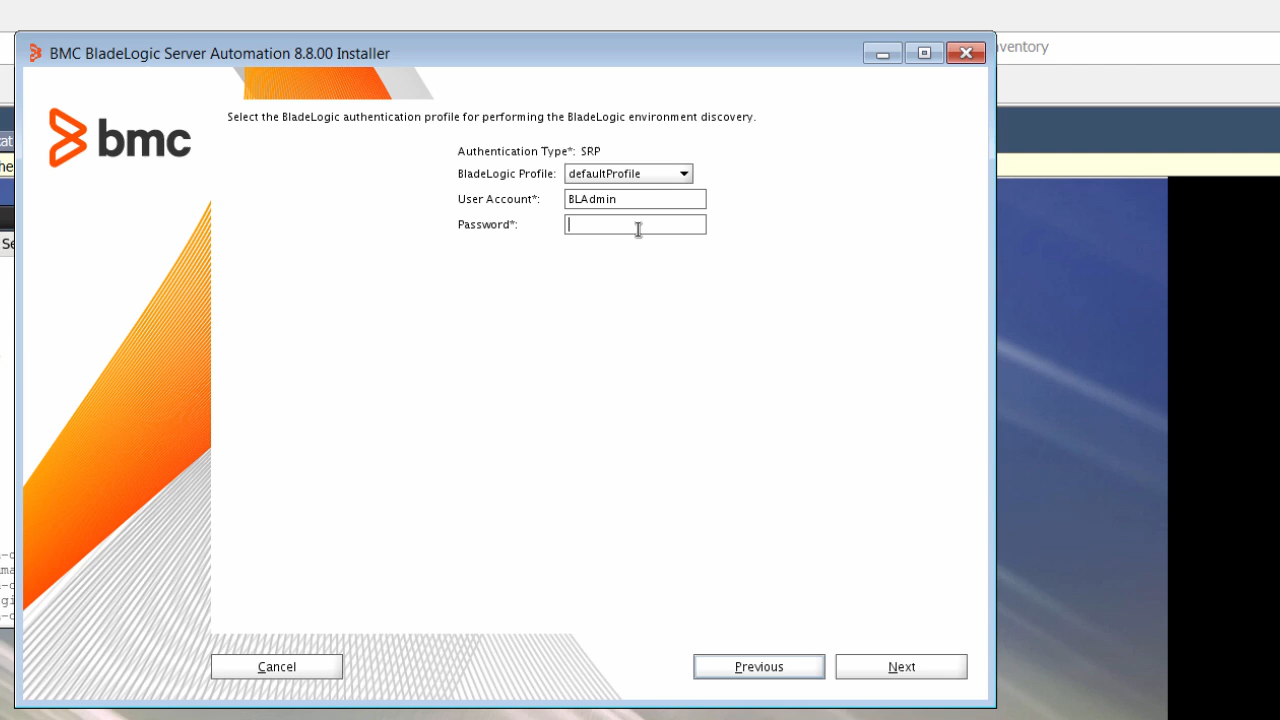 ventory
BMC BladeLogic Server Automation 8.8.00 Installer
bmc
Select the BladeLogic authentication profile for performing the BladeLogic environment discovery.
Authentication Type*: SRP
BladeLogic Profile: defaultProfile
User Account*: BLAdmin
Password*:
Cancel
Previous
Next